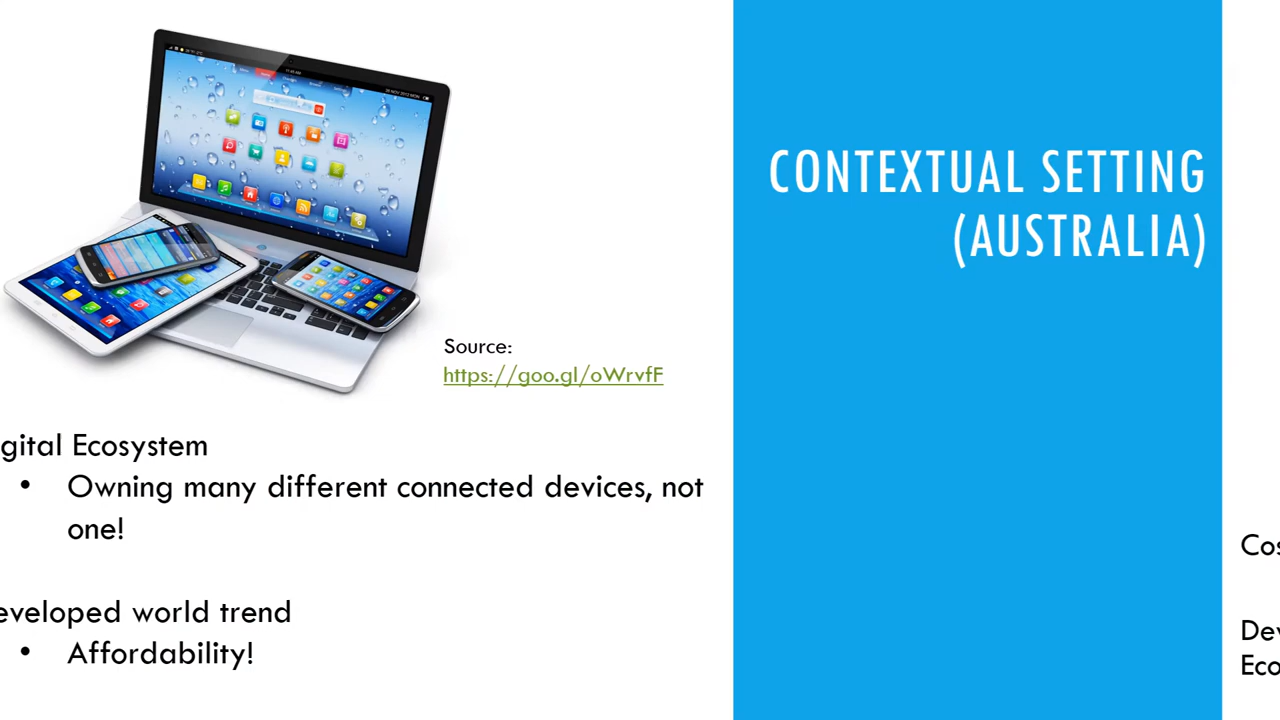 Source:
https://goo.gl/oWrvfF
gital Ecosystem
• Owning many different connected devices, not
one!
eveloped world trend
• Affordability!
CONTEXTUAL SETTING
(AUSTRALIA)
Cos
Dev
Eco